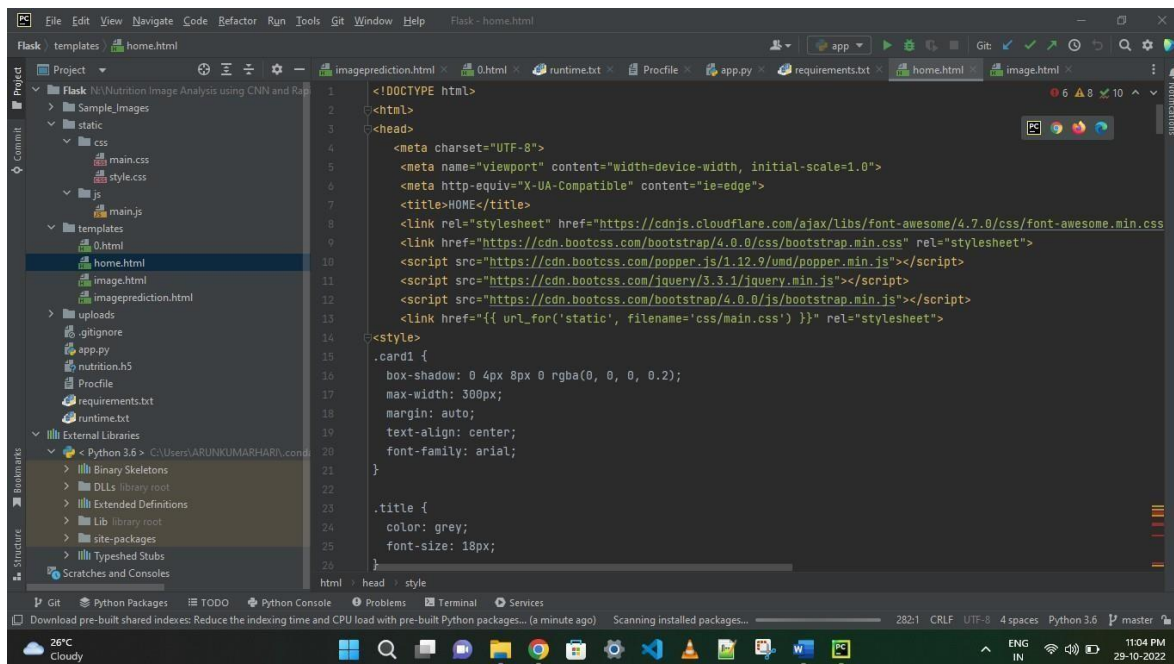 File Edit View Navigate Code Refactor Run Tools Git Window Help Flask - home.html
Flask templates home.html
app Git:
Project
imageprediction.html 0.html runtime.txt Procfile app.py requirements.txt home.html image.html
Project
Commit
Bookmarks
Structure
Notifications
Flask N:\Nutrition Image Analysis using CNN and Rap
Sample_Images
static
css
main.css
style.css
js
main.js
templates
0.html
home.html
image.html
imageprediction.html
uploads
.gitignore
app.py
nutrition.h5
Procfile
requirements.txt
runtime.txt
External Libraries
< Python 3.6 > C:\Users\ARUNKUMARHARI\.cond
Binary Skeletons
DLLs library root
Extended Definitions
Lib library root
site-packages
Typeshed Stubs
Scratches and Consoles
6 8 10
1 <!DOCTYPE html>
2 <html>
3 <head>
4 <meta charset="UTF-8">
5 <meta name="viewport" content="width=device-width, initial-scale=1.0">
6 <meta http-equiv="X-UA-Compatible" content="ie=edge">
7 <title>HOME</title>
8 <link rel="stylesheet" href="https://cdnjs.cloudflare.com/ajax/libs/font-awesome/4.7.0/css/font-awesome.min.css
9 <link href="https://cdn.bootcss.com/bootstrap/4.0.0/css/bootstrap.min.css" rel="stylesheet">
10 <script src="https://cdn.bootcss.com/popper.js/1.12.9/umd/popper.min.js"></script>
11 <script src="https://cdn.bootcss.com/jquery/3.3.1/jquery.min.js"></script>
12 <script src="https://cdn.bootcss.com/bootstrap/4.0.0/js/bootstrap.min.js"></script>
13 <link href="{{ url_for('static', filename='css/main.css') }}" rel="stylesheet">
14 <style>
15 .card1 {
16 box-shadow: 0 4px 8px 0 rgba(0, 0, 0, 0.2);
17 max-width: 300px;
18 margin: auto;
19 text-align: center;
20 font-family: arial;
21 }
22
23 .title {
24 color: grey;
25 font-size: 18px;
26 }
html head style
Git Python Packages TODO Python Console Problems Terminal Services
Download pre-built shared indexes: Reduce the indexing time and CPU load with pre-built Python packages... (a minute ago) Scanning installed packages... 282:1 CRLF UTF-8 4 spaces Python 3.6 master
26°C
Cloudy
ENG
IN
11:04 PM
29-10-2022